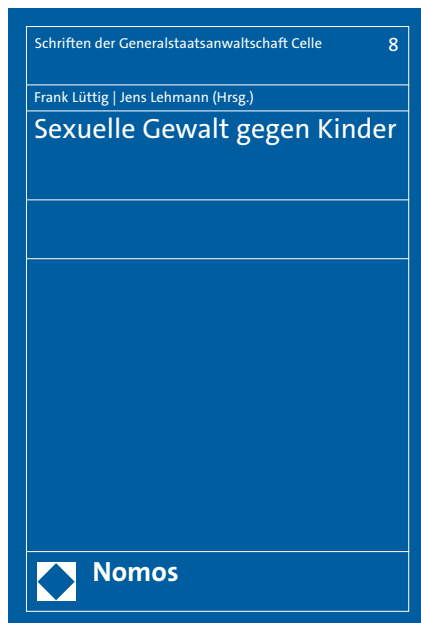 Schriften der Generalstaatsanwaltschaft Celle 8
Frank Lüttig | Jens Lehmann (Hrsg.)
Sexuelle Gewalt gegen Kinder
Nomos